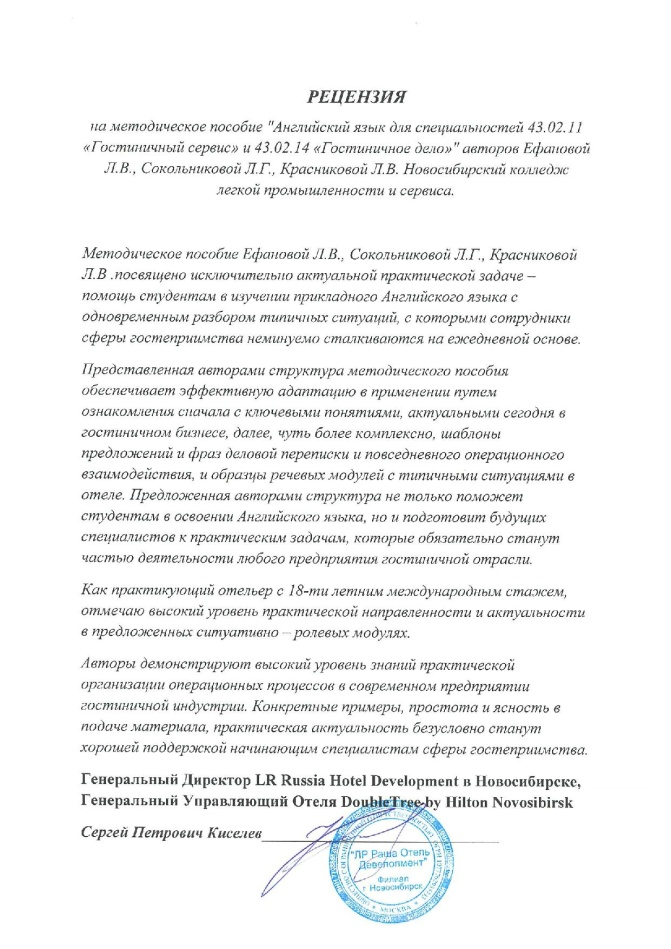 РЕЦЕНЗИЯ
на методическое пособие "Английский язык для специальностей 43.02.11
«Гостиничный сервис» и 43.02.14 «Гостиничное дело»" авторов Ефановой
Л.В., Сокольниковой Л.Г., Красниковой Л.В. Новосибирский колледж
легкой промышленности и сервиса.
Методическое пособие Ефановой Л.В., Сокольниковой Л.Г., Красниковой
Л.В .посвящено исключительно актуальной практической задаче –
помощь студентам в изучении прикладного Английского языка с
одновременным разбором типичных ситуаций, с которыми сотрудники
сферы гостеприимства неминуемо сталкиваются на ежедневной основе.
Представленная авторами структура методического пособия
обеспечивает эффективную адаптацию в применении путем
ознакомления сначала с ключевыми понятиями, актуальными сегодня в
гостиничном бизнесе, далее, чуть более комплексно, шаблоны
предложений и фраз деловой переписки и повседневного операционного
взаимодействия, и образцы речевых модулей с типичными ситуациями в
отеле. Предложенная авторами структура не только поможет
студентам в освоении Английского языка, но и подготовит будущих
специалистов к практическим задачам, которые обязательно станут
частью деятельности любого предприятия гостиничной отрасли.
Как практикующий отельер с 18-ти летним международным стажем,
отмечаю высокий уровень практической направленности и актуальности
в предложенных ситуативно – ролевых модулях.
Авторы демонстрируют высокий уровень знаний практической
организации операционных процессов в современном предприятии
гостиничной индустрии. Конкретные примеры, простота и ясность в
подаче материала, практическая актуальность безусловно станут
хорошей поддержкой начинающим специалистам сферы гостеприимства.
Генеральный Директор LR Russia Hotel Development в Новосибирске,
Генеральный Управляющий Отеля DoubleTree by Hilton Novosibirsk
Сергей Петрович Киселев
"ЛР Раша Отель
Девелопмент"
Филиал
г. Новосибирск
МОСКВА